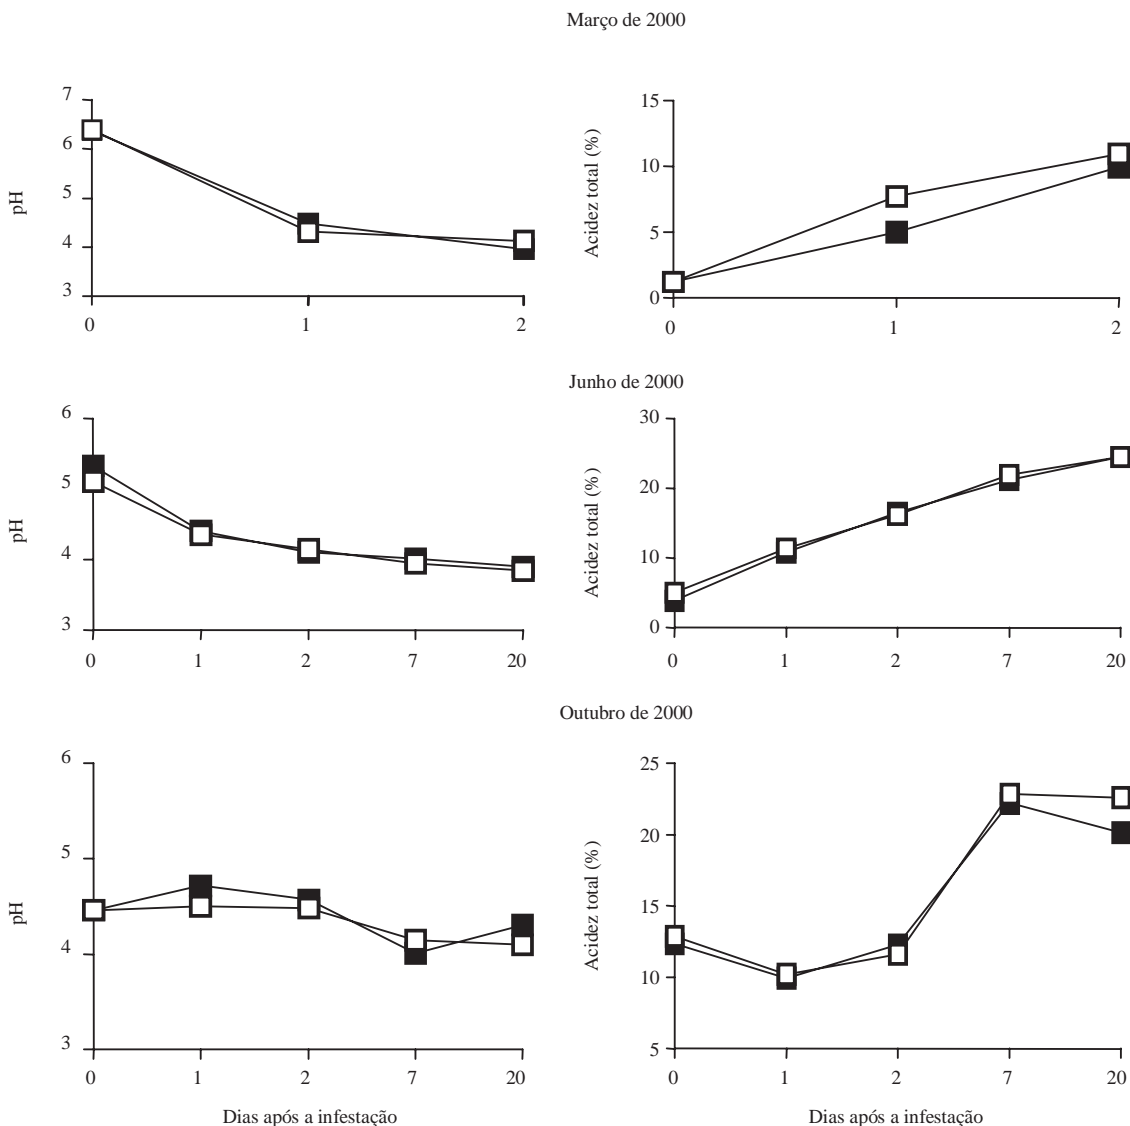 Março de 2000
7
6
5
4
3
pH
0 1 2
15
10
5
0
Acidez total (%)
0 1 2
Junho de 2000
6
5
4
3
pH
0 1 2 7 20
30
20
10
0
Acidez total (%)
0 1 2 7 20
Outubro de 2000
6
5
4
3
pH
0 1 2 7 20
Dias após a infestação
25
20
15
10
5
Acidez total (%)
0 1 2 7 20
Dias após a infestação